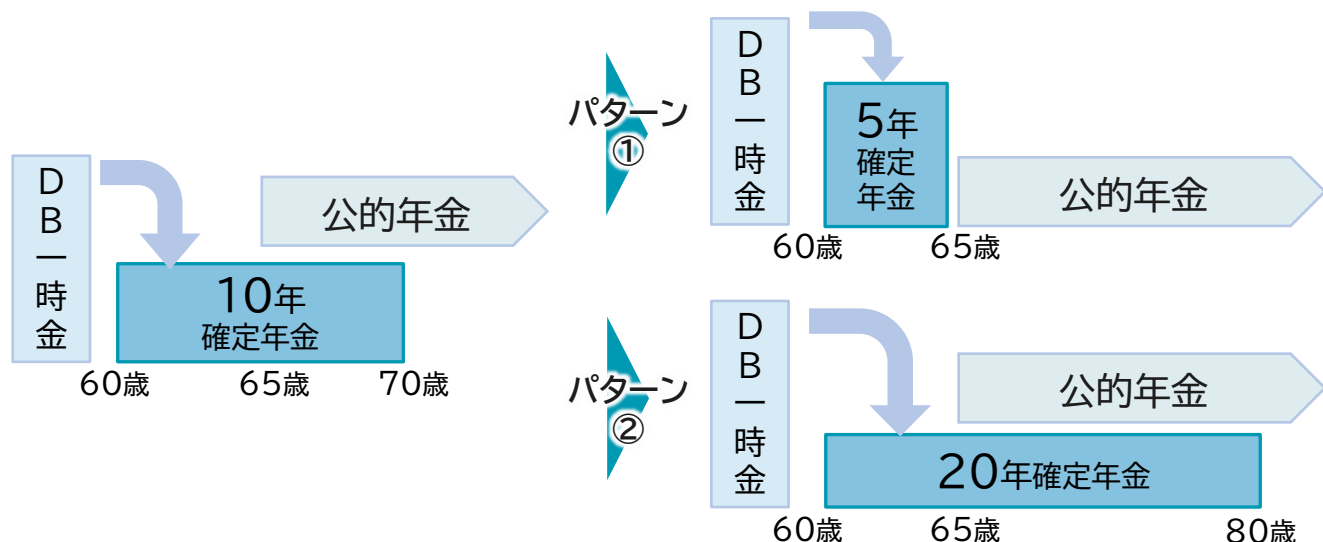 DB一時金
公的年金
10年
確定年金
60歳
65歳
70歳
パターン
①
DB一時金
5年
確定
年金
公的年金
60歳
65歳
パターン
②
DB一時金
公的年金
20年確定年金
60歳
65歳
80歳